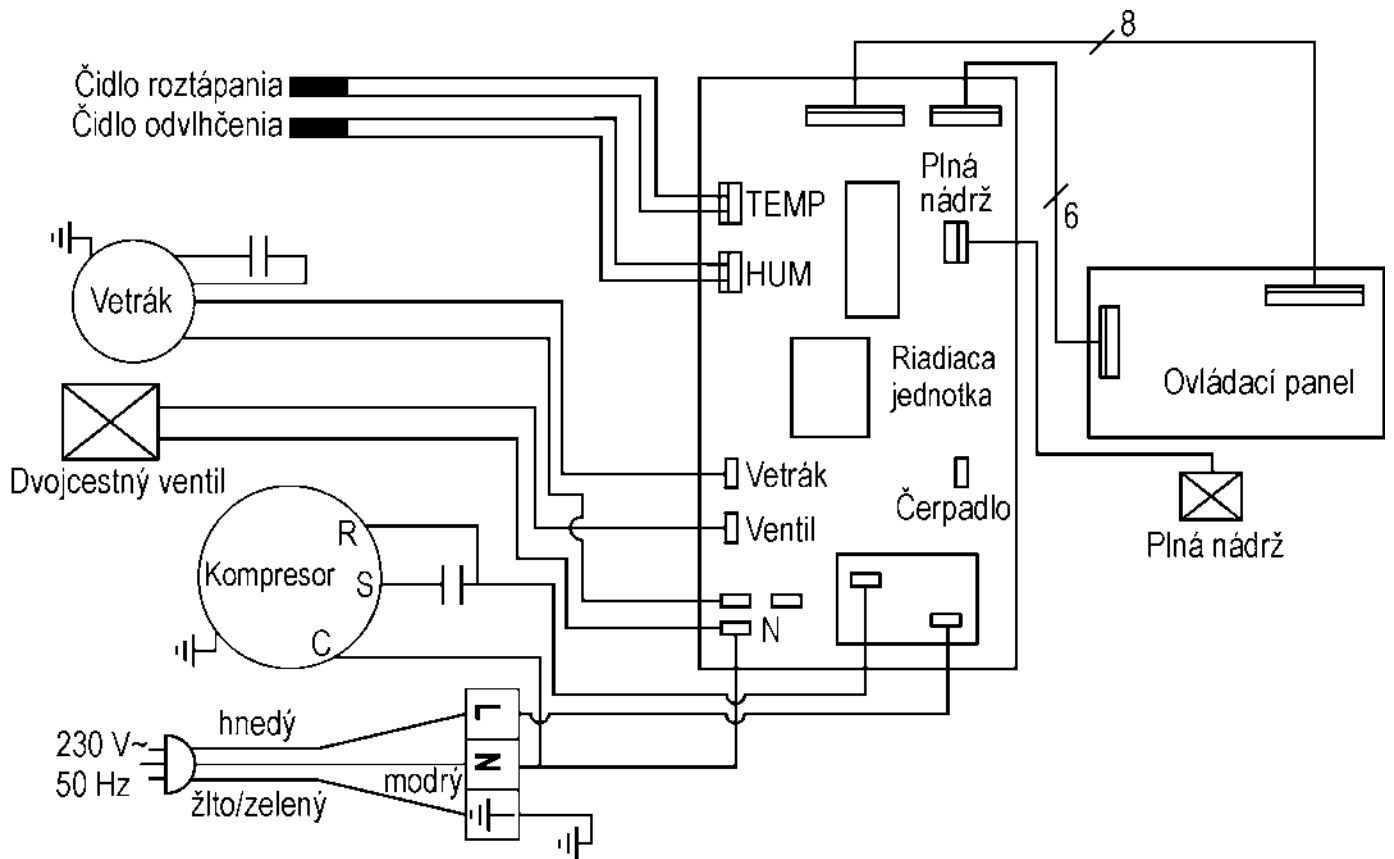 8
Čidlo roztápania
Čidlo odvlhčenia
TEMP
HUM
Plná
nádrž
6
Vetrák
Riadiaca
jednotka
Ovládací panel
Dvojcestný ventil
Vetrák
Ventil
Čerpadlo
Plná nádrž
R
Kompresor
S
C
N
230 V~
50 Hz
hnedý
modrý
žlto/zelený
L
N